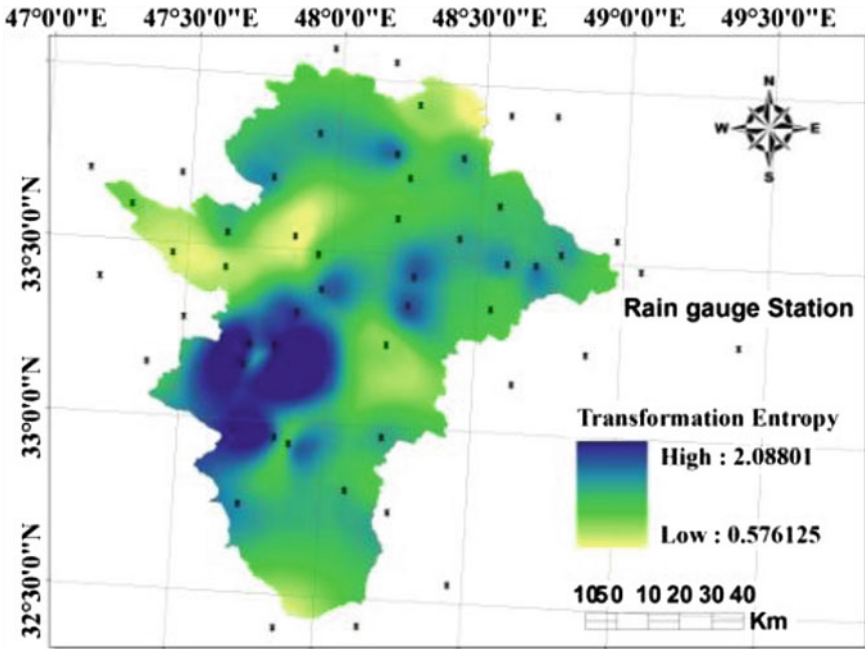 47°0'0"E 47°30'0"E 48°0'0"E 48°30'0"E 49°0'0"E 49°30'0"E
N
W E
S
33°30'0"N
33°0'0"N
32°30'0"N
Rain gauge Station
Transformation Entropy
High : 2.08801
Low : 0.576125
1050 10 20 30 40
Km